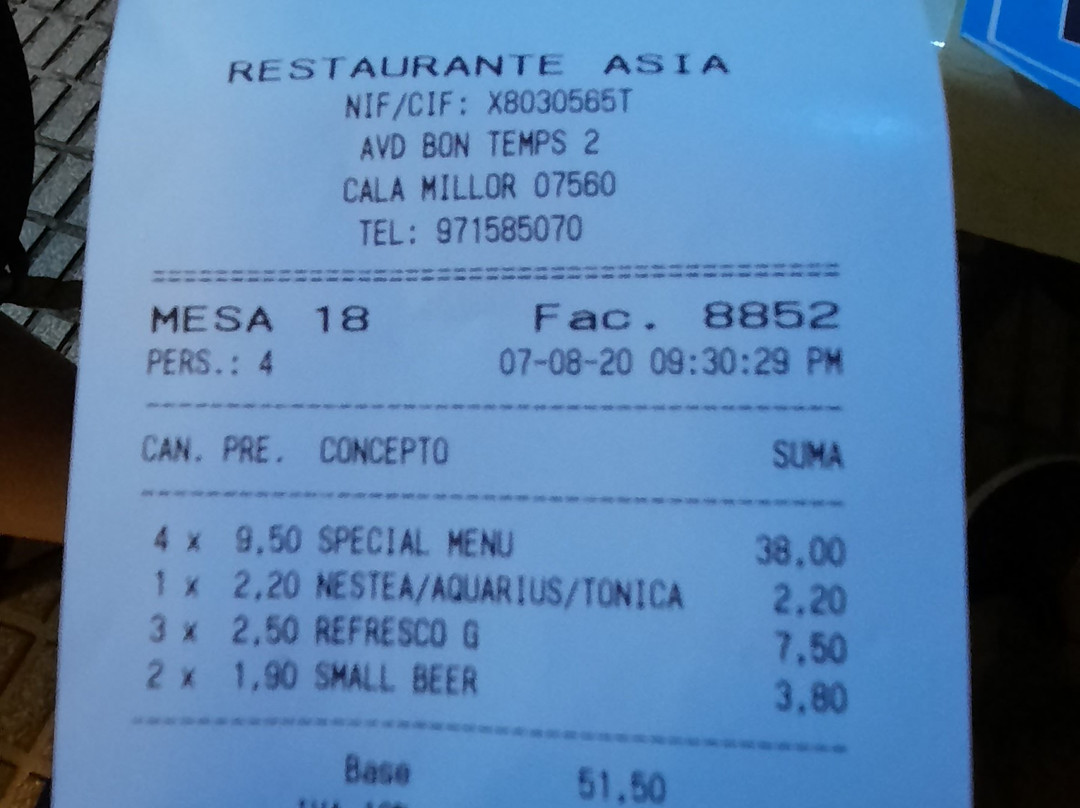 RESTAURANTE ASIA
NIF/CIF: X8030565T
AVD BON TEMPS 2
CALA MILLOR 07560
TEL: 971585070
MESA 18 Fac. 8852
PERS.: 4 07-08-20 09:30:29 PM
CAN. PRE. CONCEPTO SUMA
4 x 9,50 SPECIAL MENU 38,00
1 x 2,20 NESTEA/AQUARIUS/TONICA 2,20
3 x 2,50 REFRESCO G 7,50
2 x 1,90 SMALL BEER 3,80
Base 51,50